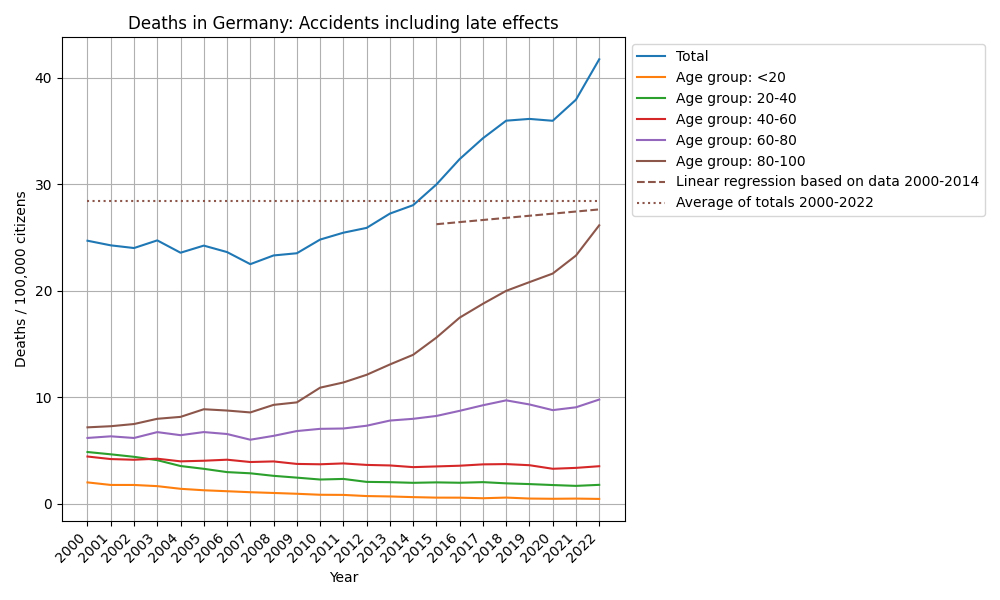 Deaths in Germany: Accidents including late effects
Deaths / 100,000 citizens
40
30
20
10
0
2000
2001
2002
2003
2004
2005
2006
2007
2008
2009
2010
2011
2012
2013
2014
2015
2016
2017
2018
2019
2020
2021
2022
Year
Total
Age group: <20
Age group: 20-40
Age group: 40-60
Age group: 60-80
Age group: 80-100
Linear regression based on data 2000-2014
Average of totals 2000-2022